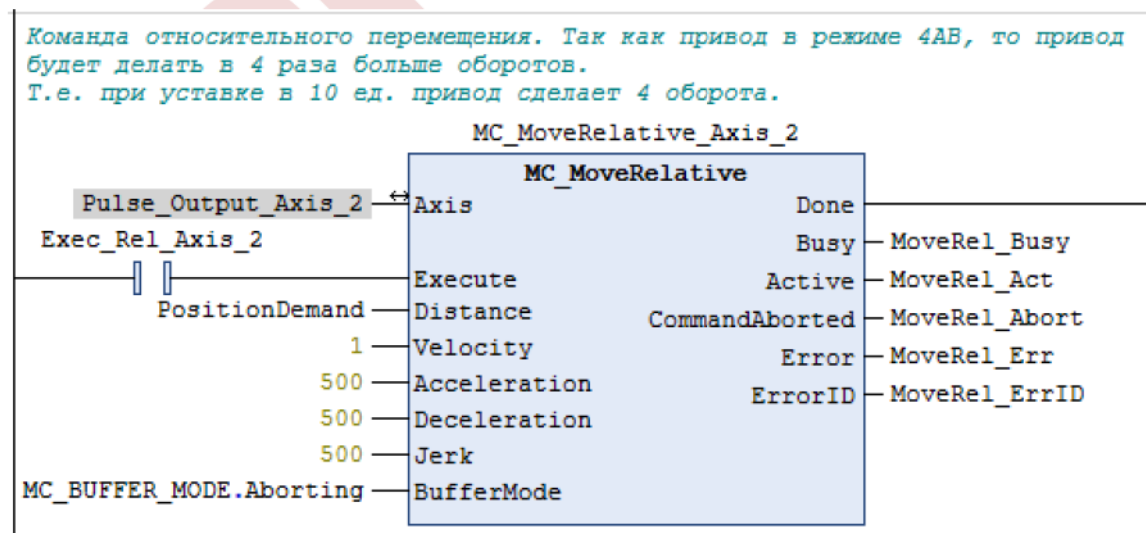 Команда относительного перемещения. Так как привод в режиме 4АВ, то привод
будет делать в 4 раза больше оборотов.
Т.е. при уставке в 10 ед. привод сделает 4 оборота.
MC_MoveRelative_Axis_2
MC_MoveRelative
Pulse_Output_Axis_2 Axis Done
Exec_Rel_Axis_2 Busy MoveRel_Busy
Execute Active MoveRel_Act
PositionDemand Distance CommandAborted MoveRel_Abort
1 Velocity Error MoveRel_Err
500 Acceleration ErrorID MoveRel_ErrID
500 Deceleration
500 Jerk
MC_BUFFER_MODE.Aborting BufferMode